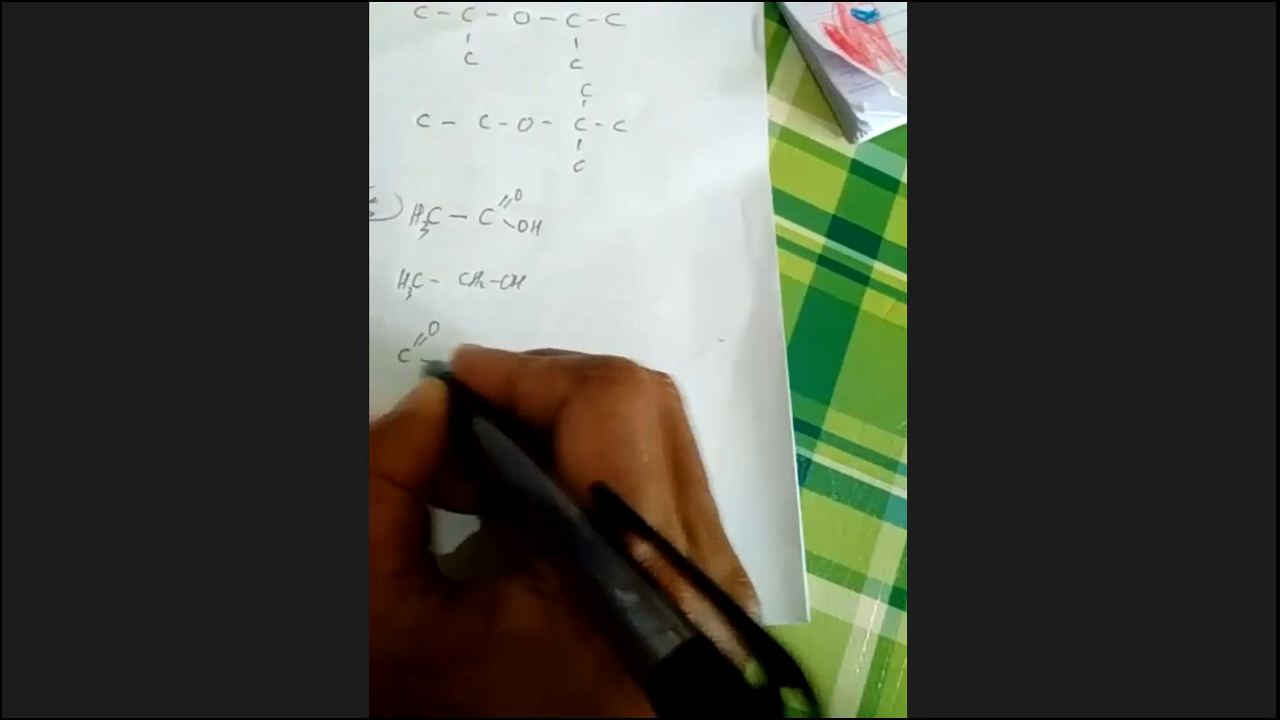 C - C - O - C - C
C C
C
C - C - O - C - C
C
H3C - C =O
OH
H3C - CH2 - OH
C =O